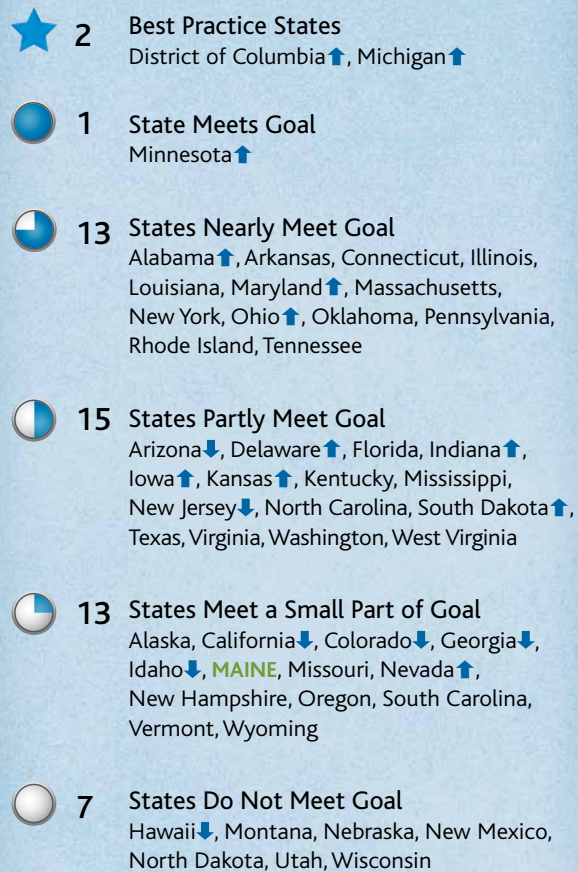 2 Best Practice States
District of Columbia⬆, Michigan⬆
1 State Meets Goal
Minnesota⬆
13 States Nearly Meet Goal
Alabama⬆, Arkansas, Connecticut, Illinois,
Louisiana, Maryland⬆, Massachusetts,
New York, Ohio⬆, Oklahoma, Pennsylvania,
Rhode Island, Tennessee
15 States Partly Meet Goal
Arizona⬇, Delaware⬆, Florida, Indiana⬆,
Iowa⬆, Kansas⬆, Kentucky, Mississippi,
New Jersey⬇, North Carolina, South Dakota⬆,
Texas, Virginia, Washington, West Virginia
13 States Meet a Small Part of Goal
Alaska, California⬇, Colorado⬇, Georgia⬇,
Idaho⬇, MAINE, Missouri, Nevada⬆,
New Hampshire, Oregon, South Carolina,
Vermont, Wyoming
7 States Do Not Meet Goal
Hawaii⬇, Montana, Nebraska, New Mexico,
North Dakota, Utah, Wisconsin